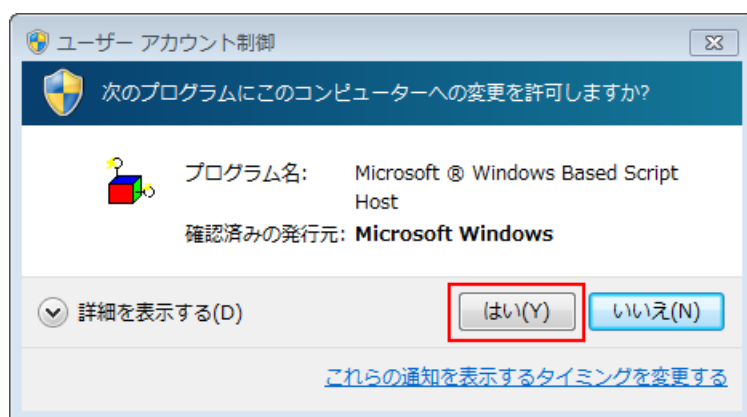 ユーザー アカウント制御
次のプログラムにこのコンピューターへの変更を許可しますか?
プログラム名: Microsoft ® Windows Based Script
Host
確認済みの発行元: Microsoft Windows
詳細を表示する(D) はい(Y) いいえ(N)
これらの通知を表示するタイミングを変更する